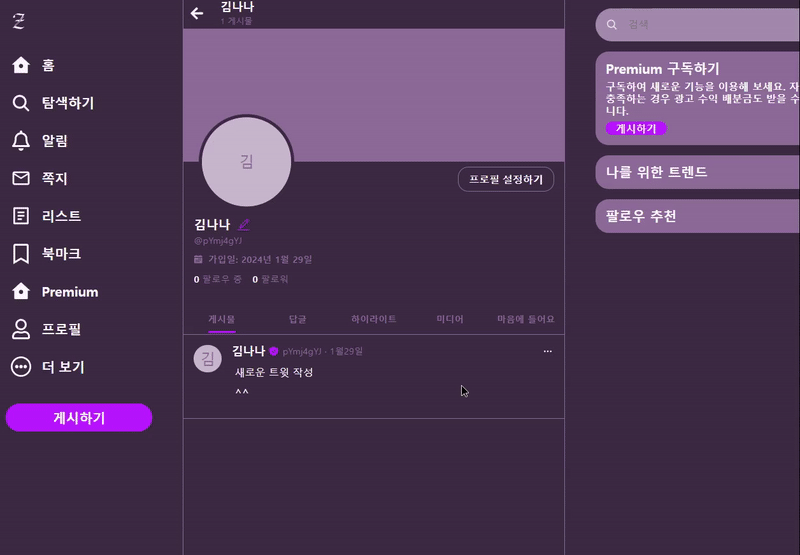 Z
홈
탐색하기
알림
쪽지
리스트
북마크
Premium
프로필
더 보기
게시하기
김나나
1 게시물
김
프로필 설정하기
김나나
@pYmj4gYJ
가입일: 2024년 1월 29일
0 팔로우 중 0 팔로워
게시물 답글 하이라이트 미디어 마음에 들어요
김
김나나 pYmj4gYJ · 1월29일 ···
새로운 트윗 작성
^^
검색
Premium 구독하기
구독하여 새로운 기능을 이용해 보세요. 자
충족하는 경우 광고 수익 배분금도 받을 수
니다.
게시하기
나를 위한 트렌드
팔로우 추천